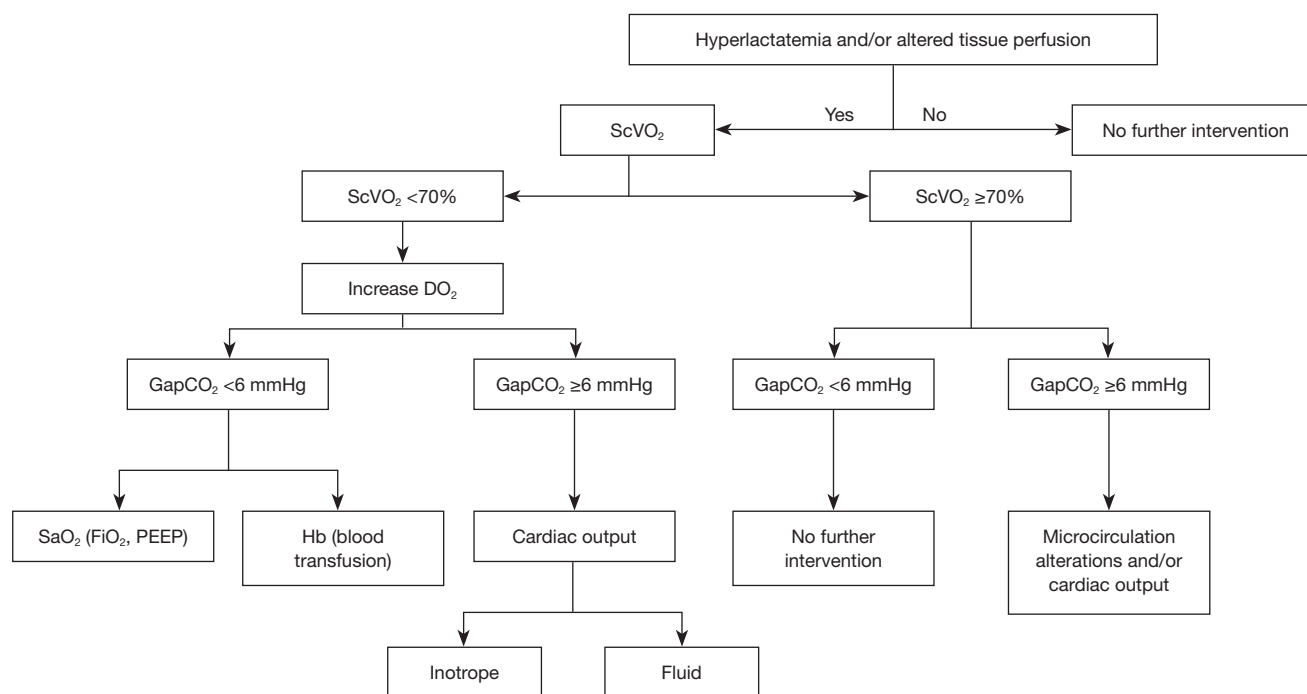 Hyperlactatemia and/or altered tissue perfusion
Yes
No
ScVO₂
No further intervention
ScVO₂ <70%
ScVO₂ ≥70%
Increase DO₂
GapCO₂ <6 mmHg
GapCO₂ ≥6 mmHg
GapCO₂ <6 mmHg
GapCO₂ ≥6 mmHg
SaO₂ (FiO₂, PEEP)
Hb (blood
transfusion)
Cardiac output
No further
intervention
Microcirculation
alterations and/or
cardiac output
Inotrope
Fluid